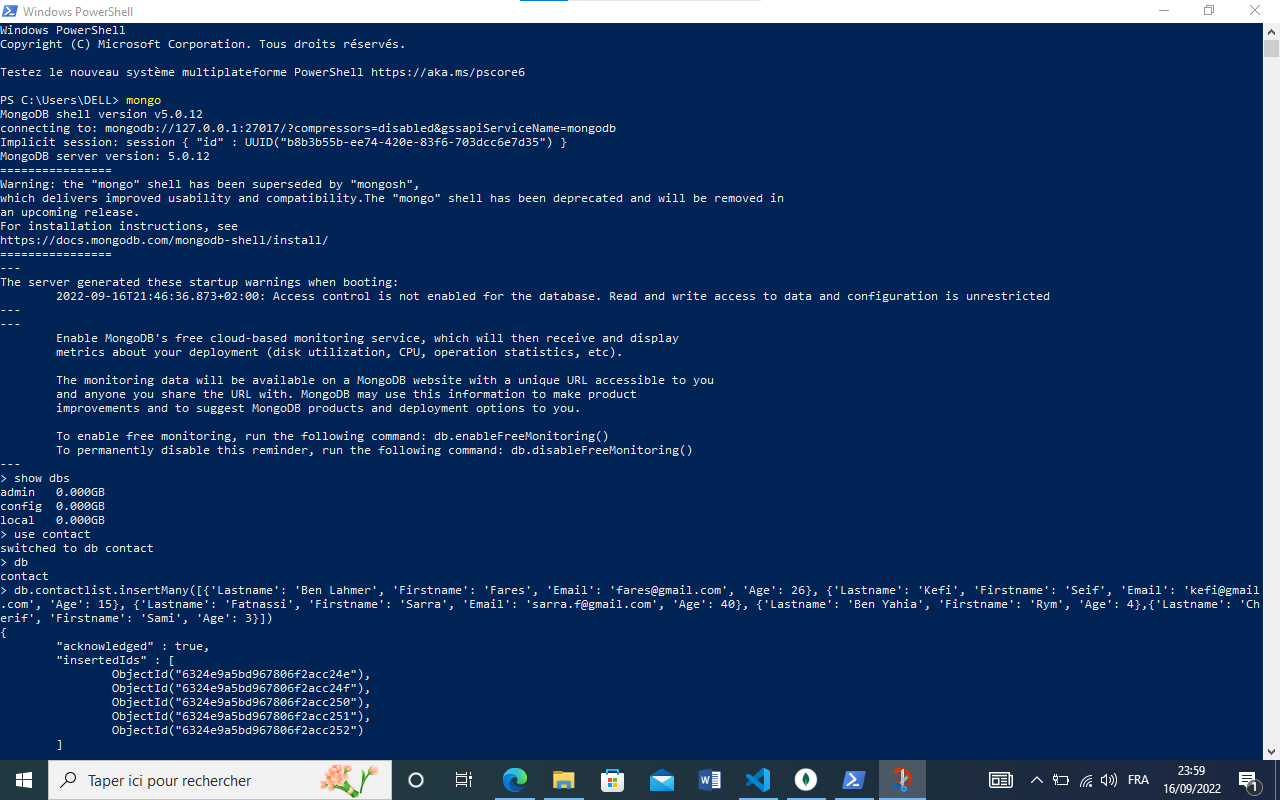 Windows PowerShell
Windows PowerShell
Copyright (C) Microsoft Corporation. Tous droits réservés.
Testez le nouveau système multiplateforme PowerShell https://aka.ms/pscore6
PS C:\Users\DELL> mongo
MongoDB shell version v5.0.12
connecting to: mongodb://127.0.0.1:27017/?compressors=disabled&gssapiServiceName=mongodb
Implicit session: session { "id" : UUID("b8b3b55b-ee74-420e-83f6-703dcc6e7d35") }
MongoDB server version: 5.0.12
================
Warning: the "mongo" shell has been superseded by "mongosh",
which delivers improved usability and compatibility.The "mongo" shell has been deprecated and will be removed in
an upcoming release.
For installation instructions, see
https://docs.mongodb.com/mongodb-shell/install/
================
---
The server generated these startup warnings when booting:
2022-09-16T21:46:36.873+02:00: Access control is not enabled for the database. Read and write access to data and configuration is unrestricted
---
---
Enable MongoDB's free cloud-based monitoring service, which will then receive and display
metrics about your deployment (disk utilization, CPU, operation statistics, etc).
The monitoring data will be available on a MongoDB website with a unique URL accessible to you
and anyone you share the URL with. MongoDB may use this information to make product
improvements and to suggest MongoDB products and deployment options to you.
To enable free monitoring, run the following command: db.enableFreeMonitoring()
To permanently disable this reminder, run the following command: db.disableFreeMonitoring()
---
> show dbs
admin   0.000GB
config  0.000GB
local   0.000GB
> use contact
switched to db contact
> db
contact
> db.contactlist.insertMany([{'Lastname': 'Ben Lahmer', 'Firstname': 'Fares', 'Email': 'fares@gmail.com', 'Age': 26}, {'Lastname': 'Kefi', 'Firstname': 'Seif', 'Email': 'kefi@gmail
.com', 'Age': 15}, {'Lastname': 'Fatnassi', 'Firstname': 'Sarra', 'Email': 'sarra.f@gmail.com', 'Age': 40}, {'Lastname': 'Ben Yahia', 'Firstname': 'Rym', 'Age': 4},{'Lastname': 'Ch
erif', 'Firstname': 'Sami', 'Age': 3}])
{
"acknowledged" : true,
"insertedIds" : [
ObjectId("6324e9a5bd967806f2acc24e"),
ObjectId("6324e9a5bd967806f2acc24f"),
ObjectId("6324e9a5bd967806f2acc250"),
ObjectId("6324e9a5bd967806f2acc251"),
ObjectId("6324e9a5bd967806f2acc252")
]
Taper ici pour rechercher
FRA
23:59
16/09/2022
1